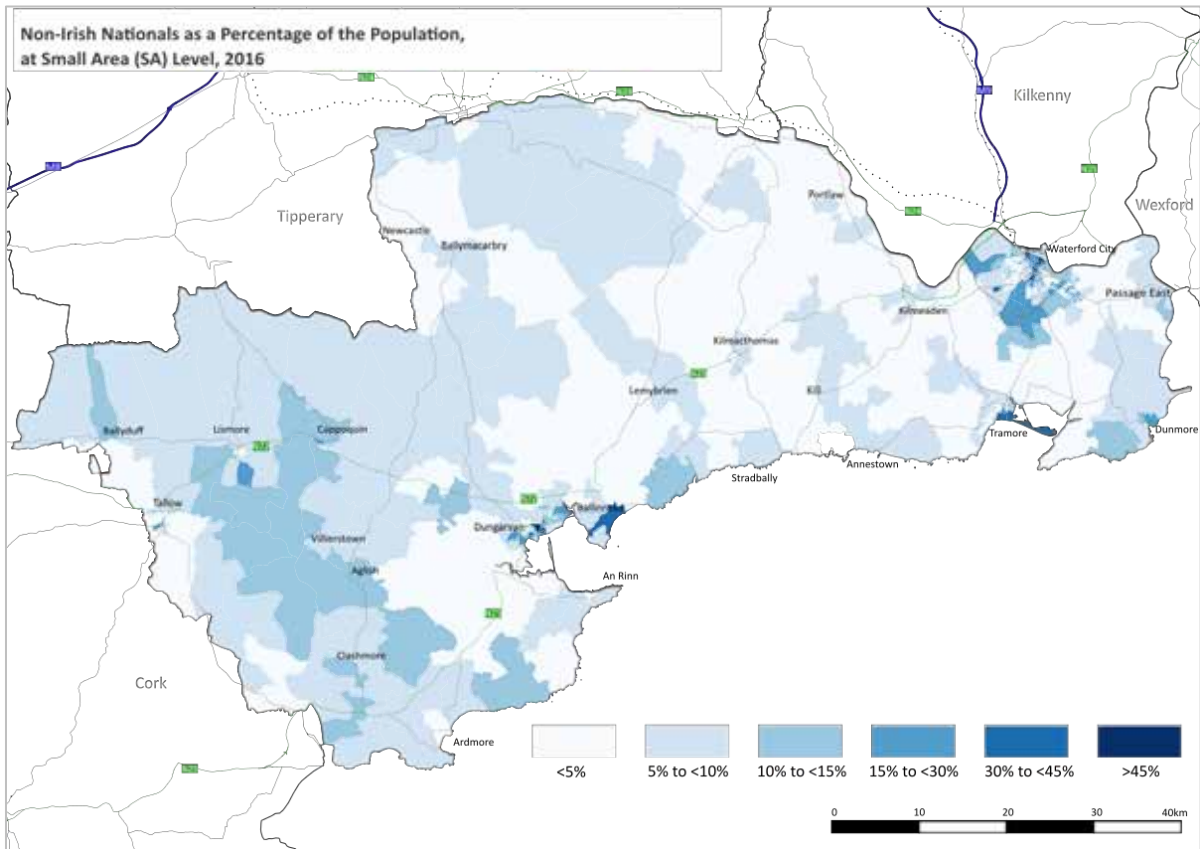 Non-Irish Nationals as a Percentage of the Population,
at Small Area (SA) Level, 2016
Kilkenny
Wexford
Tipperary
Portlaw
Newcastle
Ballymacarbry
Waterford City
Passage East
Kilmeaden
Kilmacthomas
Lemybrien
Kill
Ballyduff
Lismore
Cappoquin
Tramore
Dunmore
Annestown
Stradbally
Tallow
Dungarvan
Villierstown
Aglish
An Rinn
Clashmore
Cork
Ardmore
<5%
5% to <10%
10% to <15%
15% to <30%
30% to <45%
>45%
0
10
20
30
40km